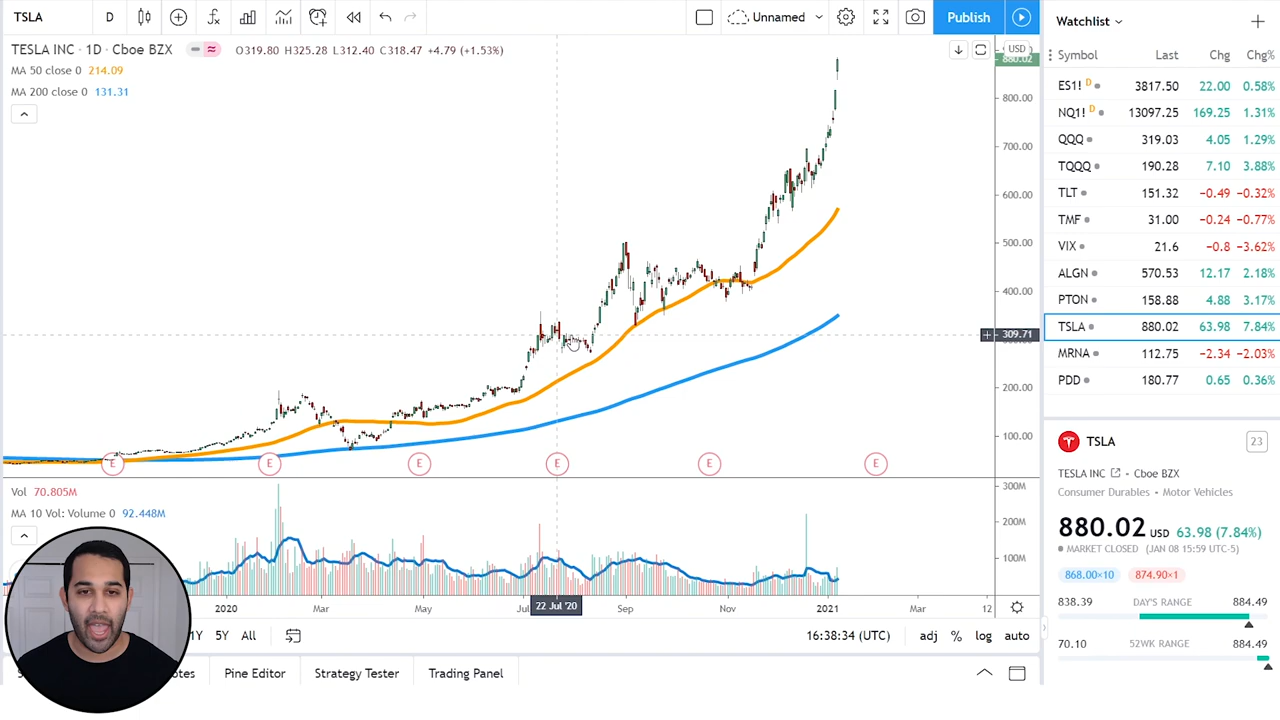 TSLA D Unnamed Publish
TESLA INC · 1D · Cboe BZX O319.80 H325.28 L312.40 C318.47 +4.79 (+1.53%)
MA 50 close 0 214.09
MA 200 close 0 131.31
USD
880.02
800.00
700.00
600.00
500.00
400.00
309.71
200.00
100.00
E E E E E E
Vol 70.805M
MA 10 Vol: Volume 0 92.448M
300M
200M
100M
2020 Mar May Jul 22 Jul '20 Sep Nov 2021 Mar 12
1Y 5Y All 16:38:34 (UTC) adj % log auto
Pine Editor Strategy Tester Trading Panel
Watchlist
Symbol Last Chg Chg%
ES1! D 3817.50 22.00 0.58%
NQ1! D 13097.25 169.25 1.31%
QQQ 319.03 4.05 1.29%
TQQQ 190.28 7.10 3.88%
TLT 151.32 −0.49 −0.32%
TMF 31.00 −0.24 −0.77%
VIX 21.6 −0.8 −3.62%
ALGN 570.53 12.17 2.18%
PTON 158.88 4.88 3.17%
TSLA 880.02 63.98 7.84%
MRNA 112.75 −2.34 −2.03%
PDD 180.77 0.65 0.36%
TSLA 23
TESLA INC • Cboe BZX
Consumer Durables • Motor Vehicles
880.02 USD 63.98 (7.84%)
MARKET CLOSED (JAN 08 15:59 UTC-5)
868.00×10 874.90×1
838.39 DAY'S RANGE 884.49
70.10 52WK RANGE 884.49